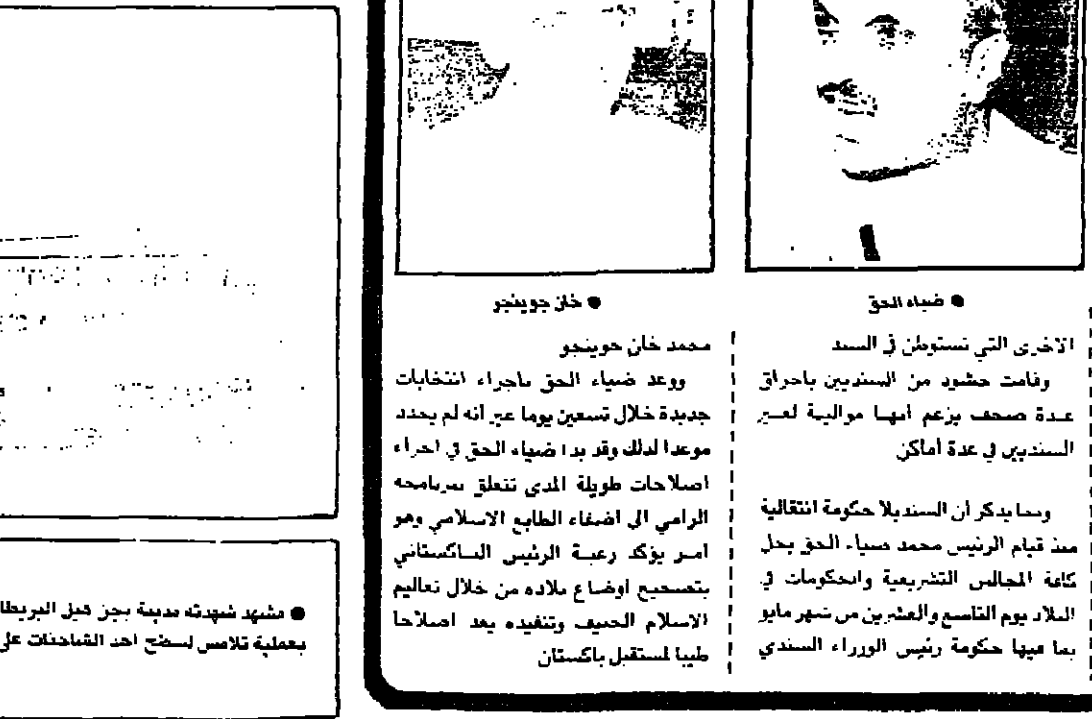 ● ضياء الحق
الاخرى التي تستوطن في السند
وقامت حشود من السنديين باحراق
عدة صحف بزعم أنها موالية لغير
السنديين في عدة أماكن
ومما يذكر أن السند بلا حكومة انتقالية
منذ قيام الرئيس محمد ضياء الحق بحل
كافة المجالس التشريعية والحكومات في
البلاد يوم التاسع والعشرين من شهر مايو
بما فيها حكومة رئيس الوزراء السندي
● خان جوينجو
محمد خان جوينجو
ووعد ضياء الحق باجراء انتخابات
جديدة خلال تسعين يوما غير أنه لم يحدد
موعدا لذلك وقد بدا ضياء الحق في اجراء
اصلاحات طويلة المدى تتعلق ببرنامجه
الرامي الى اضفاء الطابع الاسلامي وهو
امر يؤكد رغبة الرئيس الباكستاني
بتصحيح اوضاع بلاده من خلال تعاليم
الاسلام الحنيف وتنفيذه يعد اصلاحا
طيبا لمستقبل باكستان
● مشهد شهدته مدينة بجز هيل البريطا
بعملية تلامس لسطح احد الشاحنات على